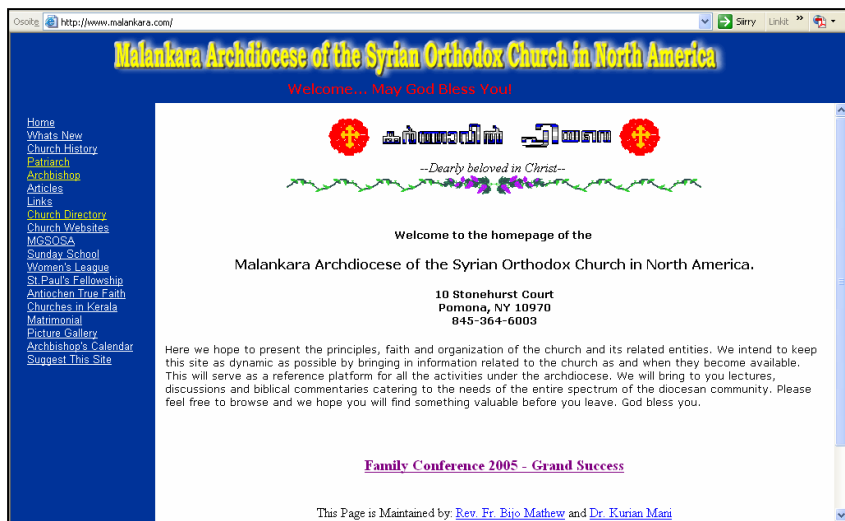 Osoite http://www.malankara.com/ Siirry Linkit »
Malankara Archdiocese of the Syrian Orthodox Church in North America
Welcome... May God Bless You!
Home
Whats New
Church History
Patriarch
Archbishop
Articles
Links
Church Directory
Church Websites
MGSOSA
Sunday School
Women's League
St.Paul's Fellowship
Antiochen True Faith
Churches in Kerala
Matrimonial
Picture Gallery
Archbishop's Calendar
Suggest This Site
--Dearly beloved in Christ--
Welcome to the homepage of the
Malankara Archdiocese of the Syrian Orthodox Church in North America.
10 Stonehurst Court
Pomona, NY 10970
845-364-6003
Here we hope to present the principles, faith and organization of the church and its related entities. We intend to keep
this site as dynamic as possible by bringing in information related to the church as and when they become available.
This will serve as a reference platform for all the activities under the archdiocese. We will bring to you lectures,
discussions and biblical commentaries catering to the needs of the entire spectrum of the diocesan community. Please
feel free to browse and we hope you will find something valuable before you leave. God bless you.
Family Conference 2005 - Grand Success
This Page is Maintained by: Rev. Fr. Bijo Mathew and Dr. Kurian Mani